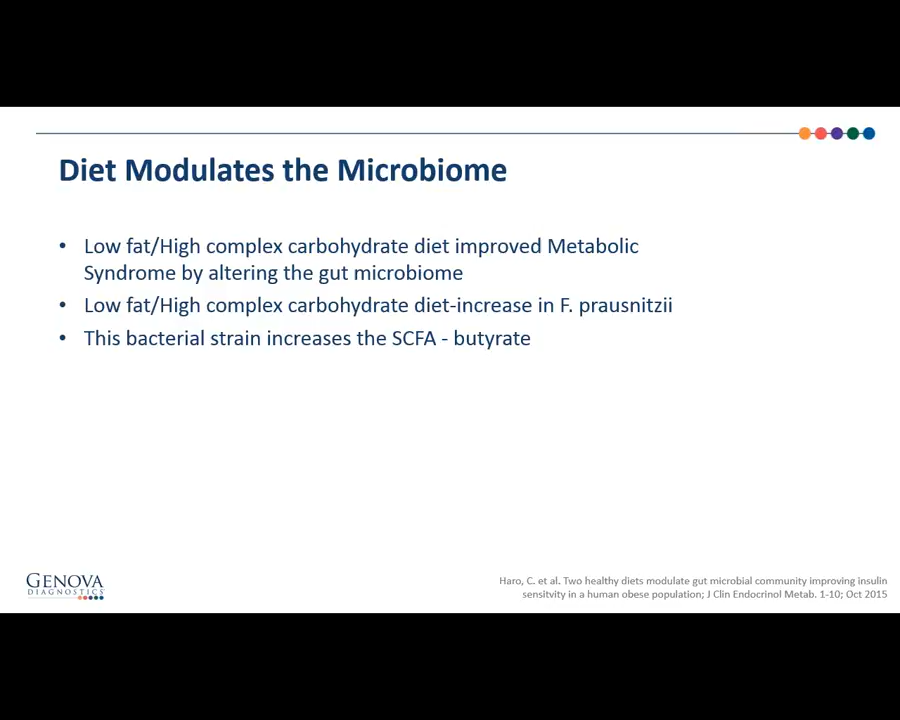 Diet Modulates the Microbiome
• Low fat/High complex carbohydrate diet improved Metabolic
Syndrome by altering the gut microbiome
• Low fat/High complex carbohydrate diet-increase in F. prausnitzii
• This bacterial strain increases the SCFA - butyrate
GENOVA
DIAGNOSTICS
Haro, C. et al. Two healthy diets modulate gut microbial community improving insulin
sensitvity in a human obese population; J Clin Endocrinol Metab. 1-10; Oct 2015